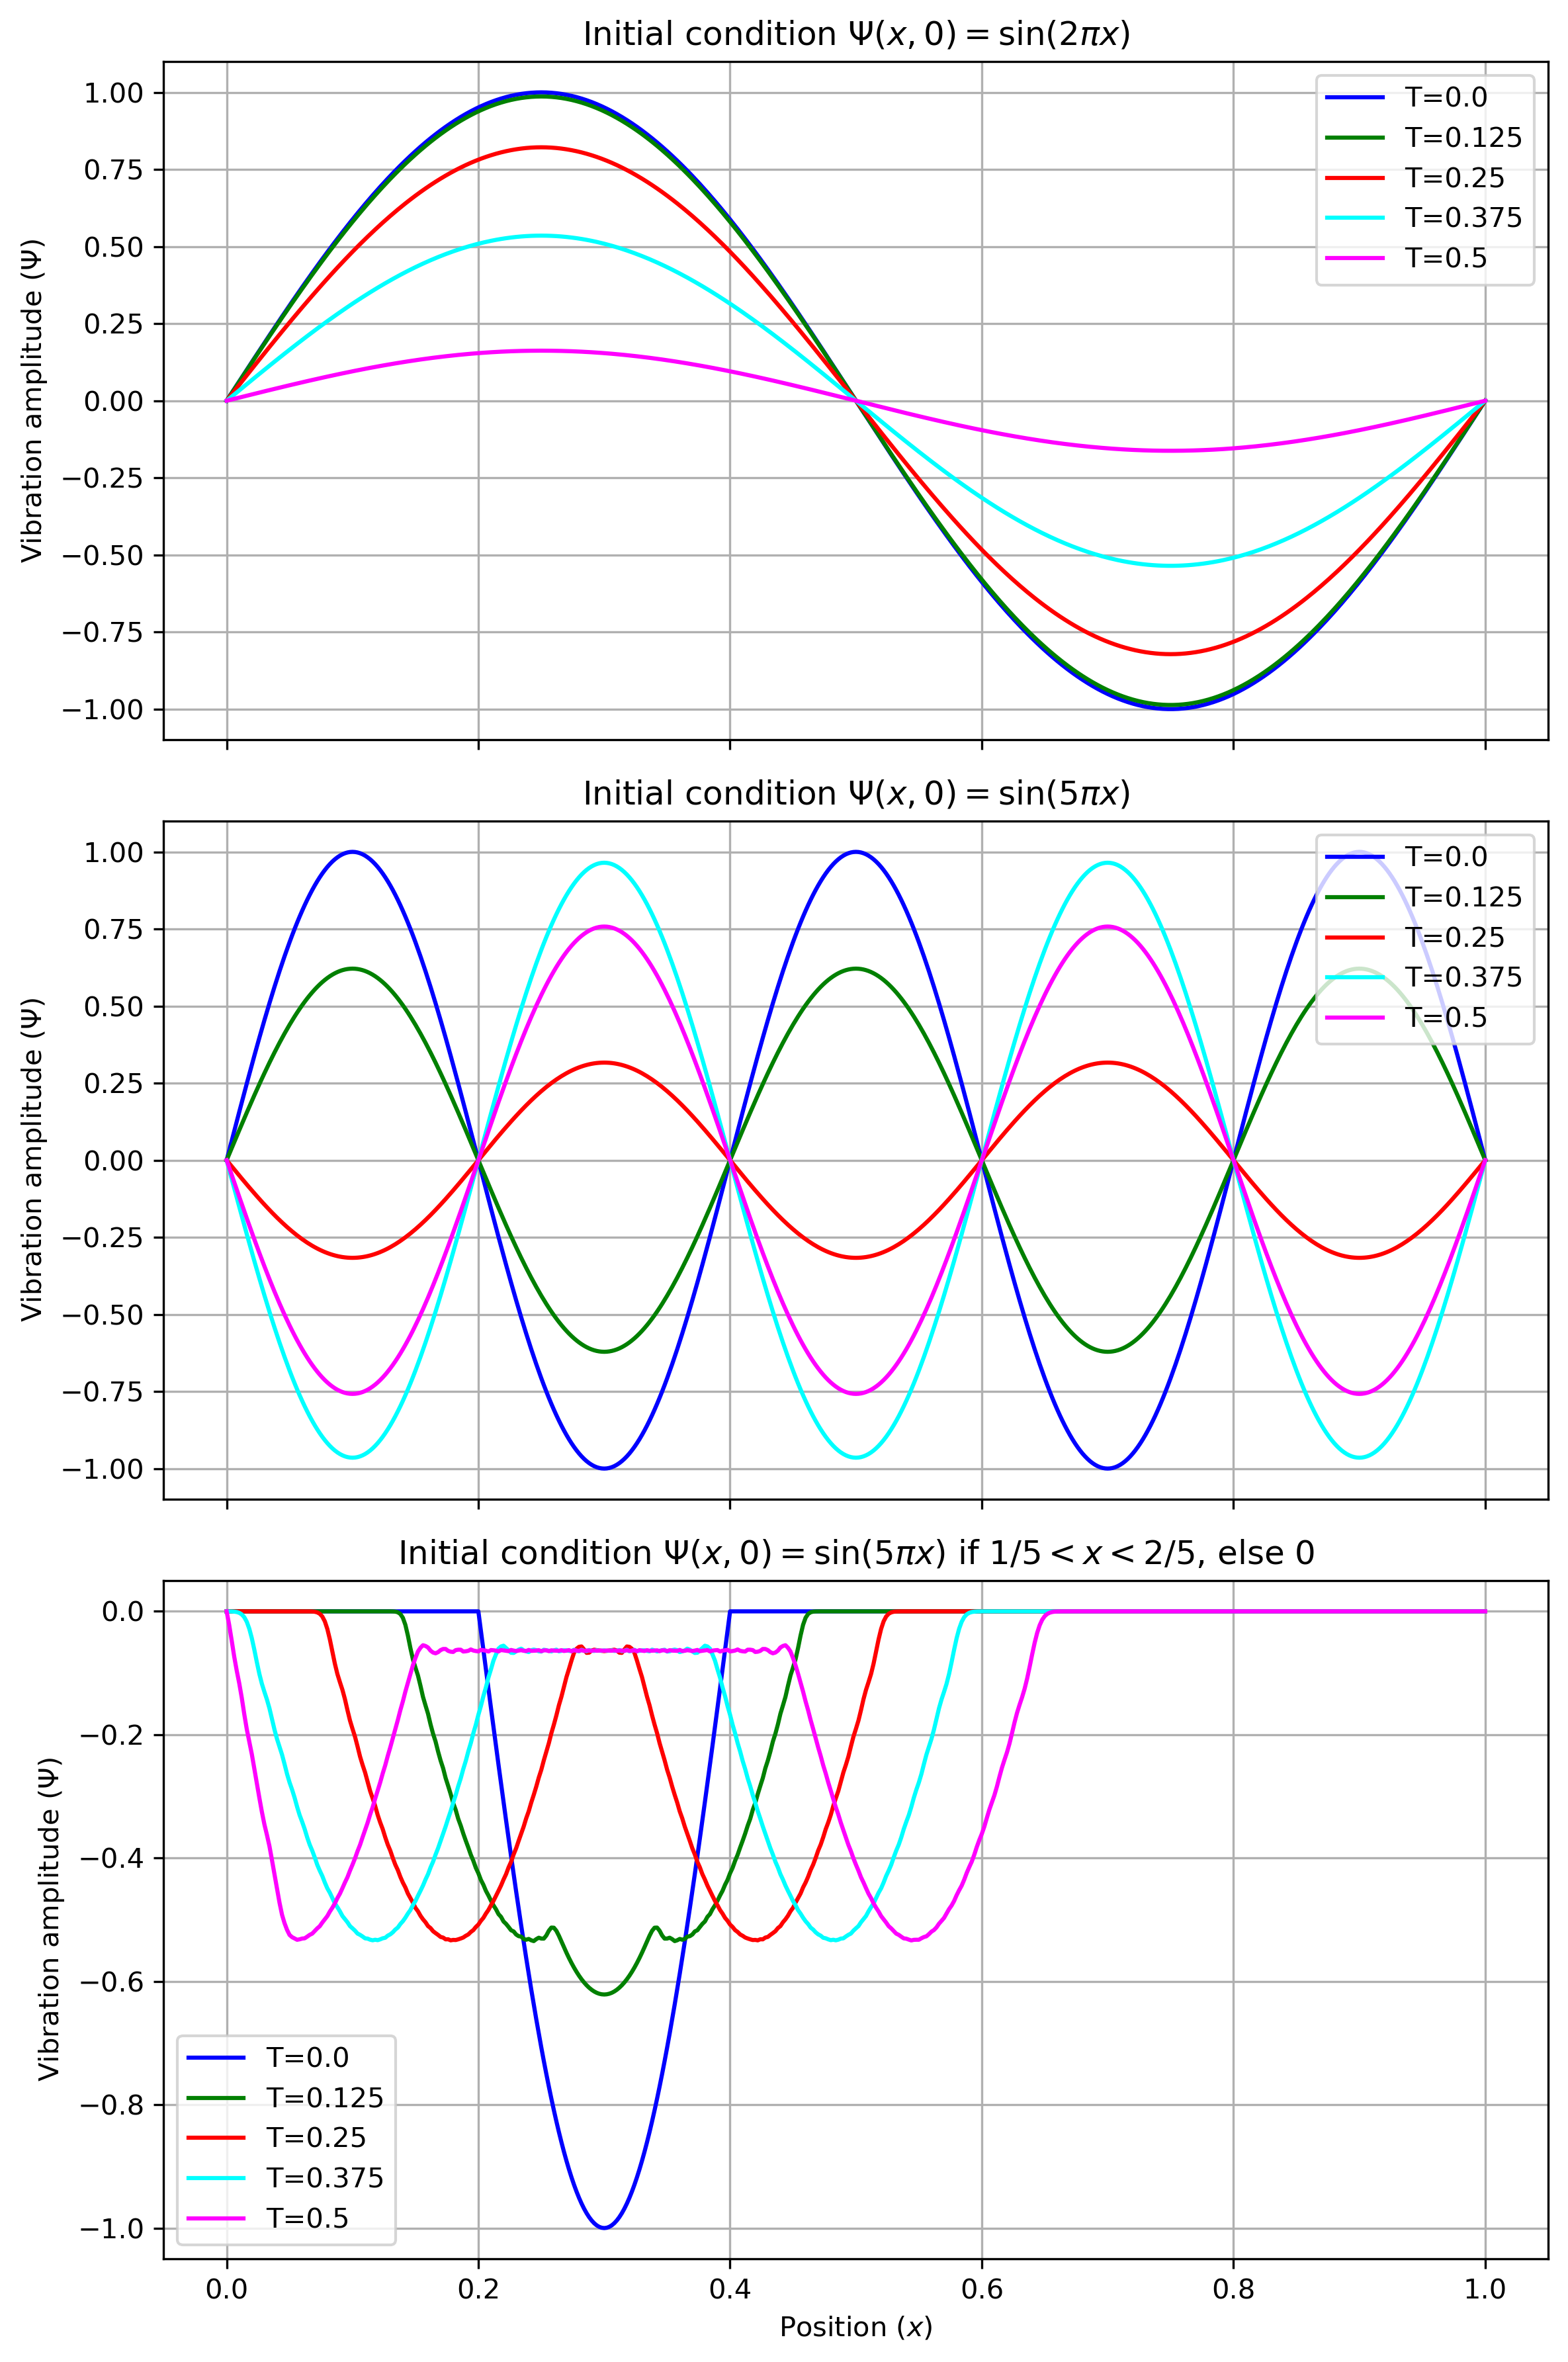 Initial condition Ψ(x, 0) = sin(2πx)
1.00
0.75
0.50
0.25
0.00
−0.25
−0.50
−0.75
−1.00
Vibration amplitude (Ψ)
T=0.0
T=0.125
T=0.25
T=0.375
T=0.5
Initial condition Ψ(x, 0) = sin(5πx)
1.00
0.75
0.50
0.25
0.00
−0.25
−0.50
−0.75
−1.00
Vibration amplitude (Ψ)
T=0.0
T=0.125
T=0.25
T=0.375
T=0.5
Initial condition Ψ(x, 0) = sin(5πx) if 1/5 < x < 2/5, else 0
0.0
−0.2
−0.4
−0.6
−0.8
−1.0
Vibration amplitude (Ψ)
T=0.0
T=0.125
T=0.25
T=0.375
T=0.5
0.0 0.2 0.4 0.6 0.8 1.0
Position (x)